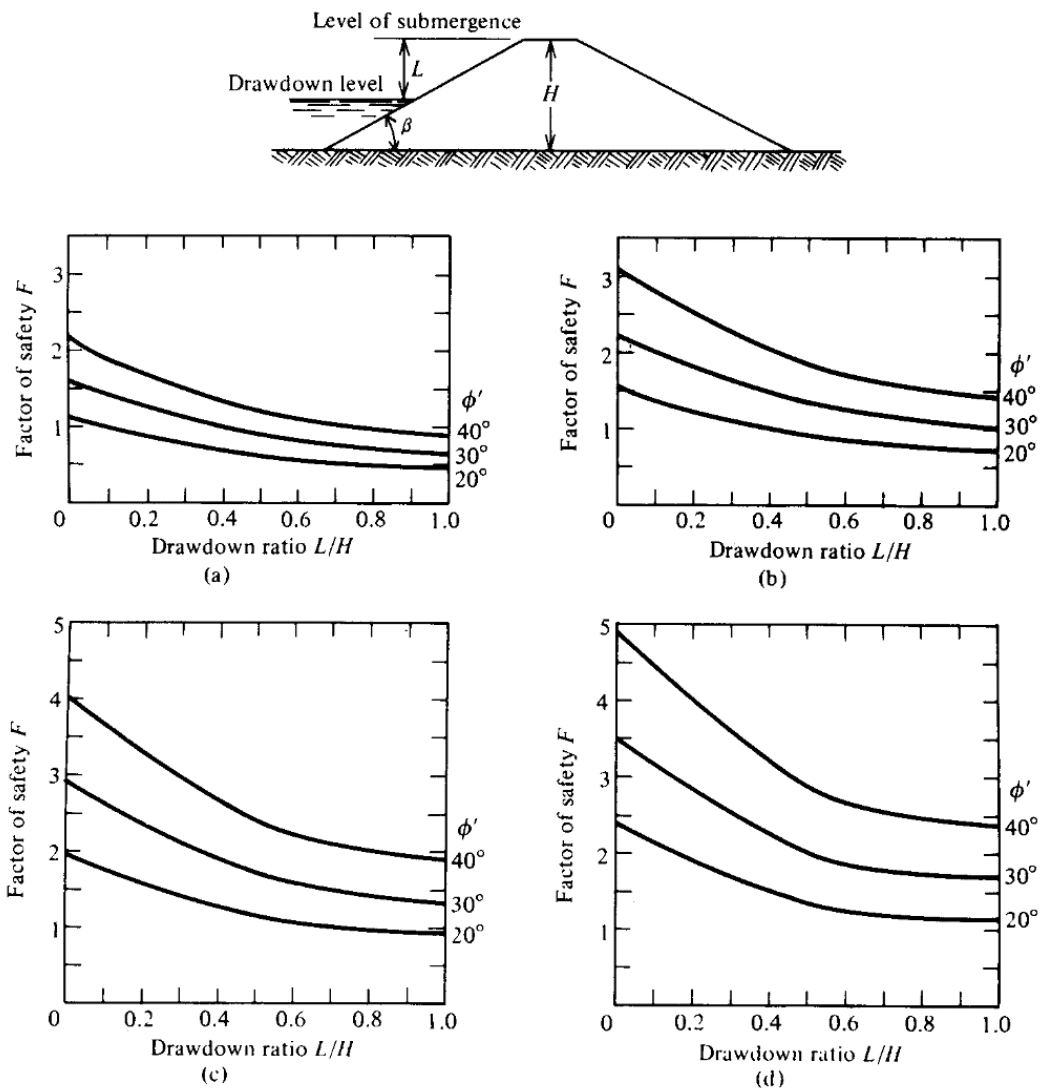 Level of submergence
L
Drawdown level
H
β
Factor of safety F
3
2
1
0
0.2
0.4
0.6
0.8
1.0
ϕ′
40°
30°
20°
Drawdown ratio L/H
(a)
Factor of safety F
3
2
1
0
0.2
0.4
0.6
0.8
1.0
ϕ′
40°
30°
20°
Drawdown ratio L/H
(b)
Factor of safety F
5
4
3
2
1
0
0.2
0.4
0.6
0.8
1.0
ϕ′
40°
30°
20°
Drawdown ratio L/H
(c)
Factor of safety F
5
4
3
2
1
0
0.2
0.4
0.6
0.8
1.0
ϕ′
40°
30°
20°
Drawdown ratio L/H
(d)